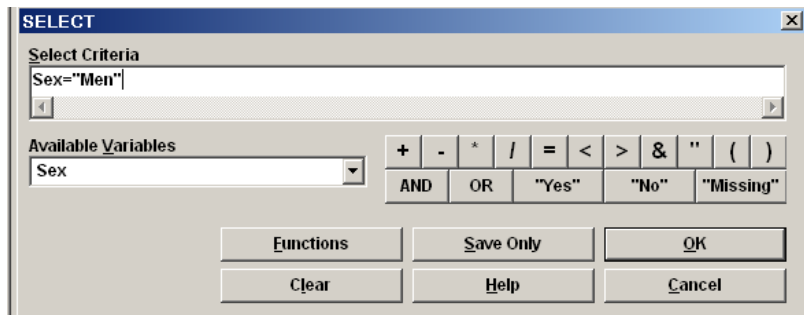 SELECT
Select Criteria
Sex="Men"
Available Variables
Sex
+ - * / = < > & " ( )
AND OR "Yes" "No" "Missing"
Functions Save Only OK
Clear Help Cancel